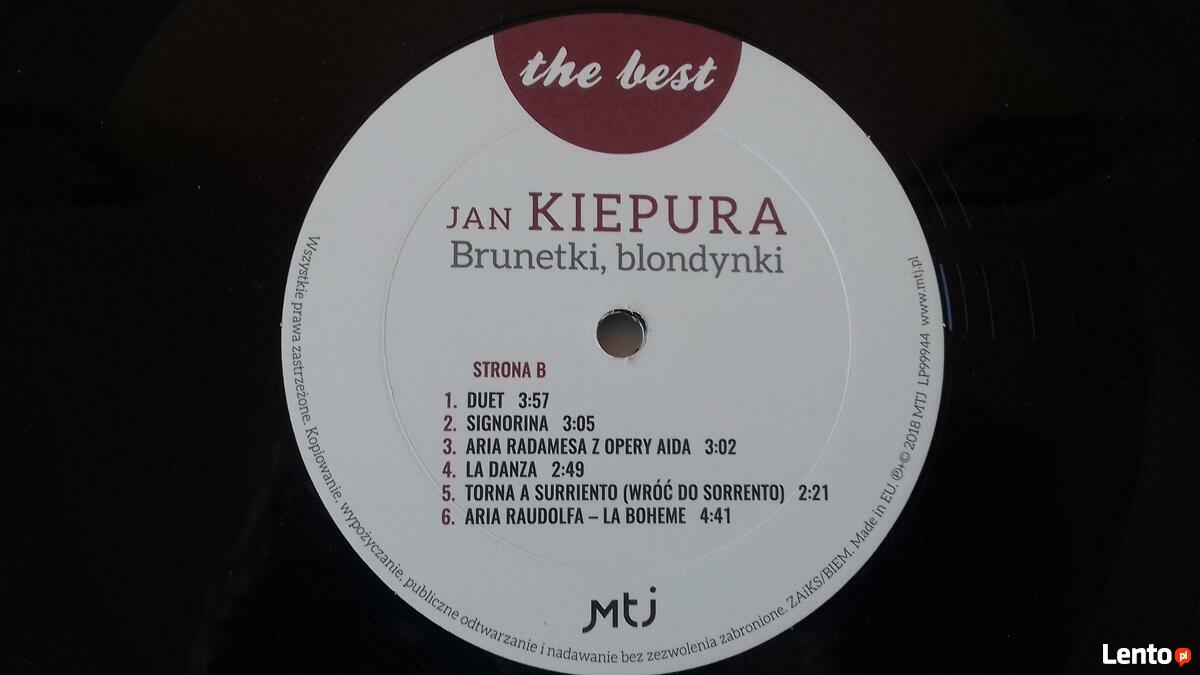 the best
JAN KIEPURA
Brunetki, blondynki
STRONA B
1. DUET 3:57
2. SIGNORINA 3:05
3. ARIA RADAMESA Z OPERY AIDA 3:02
4. LA DANZA 2:49
5. TORNA A SURRIENTO (WRÓĆ DO SORRENTO) 2:21
6. ARIA RAUDOLFA – LA BOHEME 4:41
mtj
Wszystkie prawa zastrzeżone. Kopiowanie, wypożyczanie, publiczne odtwarzanie i nadawanie bez zezwolenia zabronione. ZAiKS/BIEM. Made in EU. ℗+© 2018 MTJ LP99944 www.mtj.pl
Lento.pl